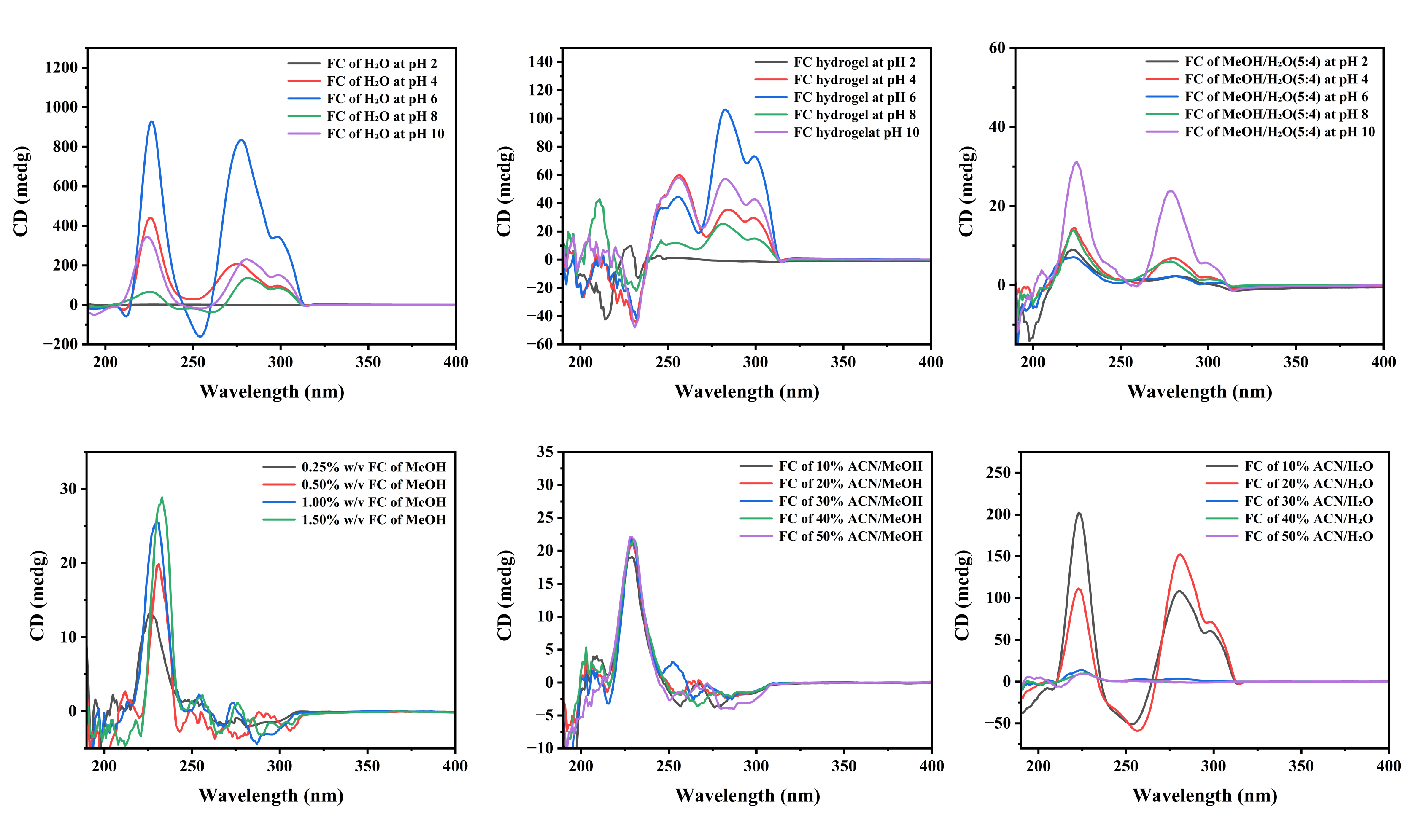 FC of H₂O at pH 2
FC of H₂O at pH 4
FC of H₂O at pH 6
FC of H₂O at pH 8
FC of H₂O at pH 10
1200
1000
800
600
400
200
0
−200
CD (medg)
200
250
300
350
400
Wavelength (nm)
FC hydrogel at pH 2
FC hydrogel at pH 4
FC hydrogel at pH 6
FC hydrogel at pH 8
FC hydrogelat pH 10
140
120
100
80
60
40
20
0
−20
−40
−60
CD (medg)
200
250
300
350
400
Wavelength (nm)
FC of MeOH/H₂O(5:4) at pH 2
FC of MeOH/H₂O(5:4) at pH 4
FC of MeOH/H₂O(5:4) at pH 6
FC of MeOH/H₂O(5:4) at pH 8
FC of MeOH/H₂O(5:4) at pH 10
60
40
20
0
CD (medg)
200
250
300
350
400
Wavelength (nm)
0.25% w/v FC of MeOH
0.50% w/v FC of MeOH
1.00% w/v FC of MeOH
1.50% w/v FC of MeOH
30
20
10
0
CD (medg)
200
250
300
350
400
Wavelength (nm)
FC of 10% ACN/MeOH
FC of 20% ACN/MeOH
FC of 30% ACN/MeOH
FC of 40% ACN/MeOH
FC of 50% ACN/MeOH
35
30
25
20
15
10
5
0
−5
−10
CD (medg)
200
250
300
350
400
Wavelength (nm)
FC of 10% ACN/H₂O
FC of 20% ACN/H₂O
FC of 30% ACN/H₂O
FC of 40% ACN/H₂O
FC of 50% ACN/H₂O
250
200
150
100
50
0
−50
CD (medg)
200
250
300
350
400
Wavelength (nm)